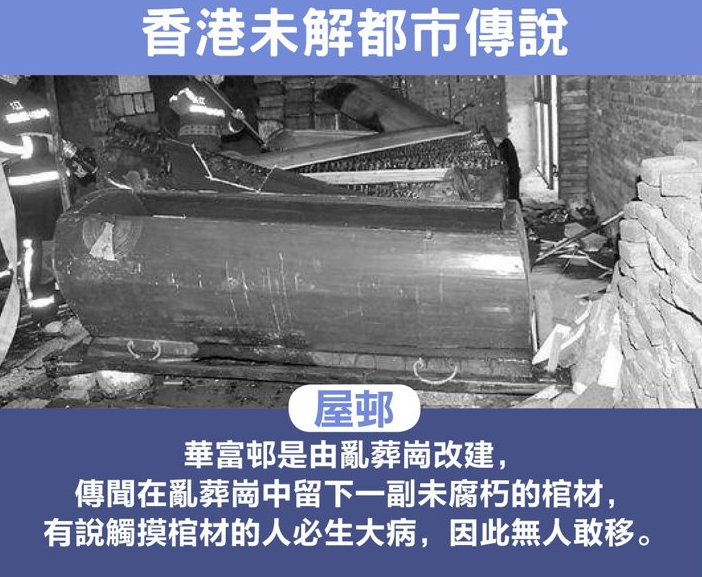 香港未解都市傳說
屋邨
華富邨是由亂葬崗改建，
傳聞在亂葬崗中留下一副未腐朽的棺材，
有說觸摸棺材的人必生大病，因此無人敢移。